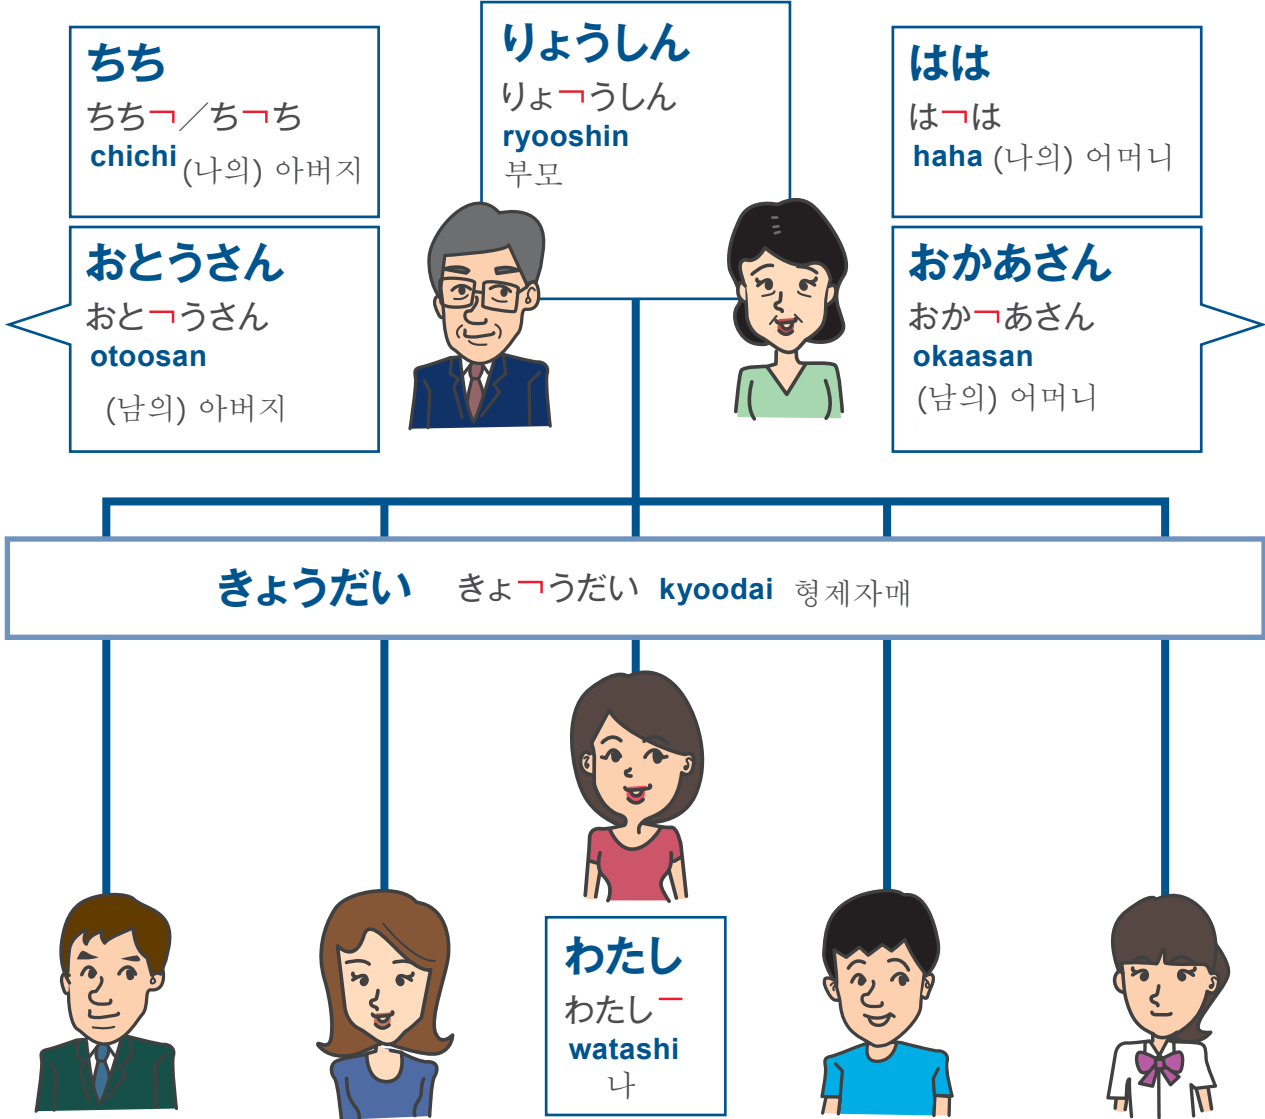 ちち
ちち￢／ち￢ち
chichi (나의) 아버지
りょうしん
りょ￢うしん
ryooshin
부모
はは
は￢は
haha (나의) 어머니
おとうさん
おと￢うさん
otoosan
(남의) 아버지
おかあさん
おか￢あさん
okaasan
(남의) 어머니
きょうだい きょ￢うだい kyoodai 형제자매
わたし
わたし￣
watashi
나